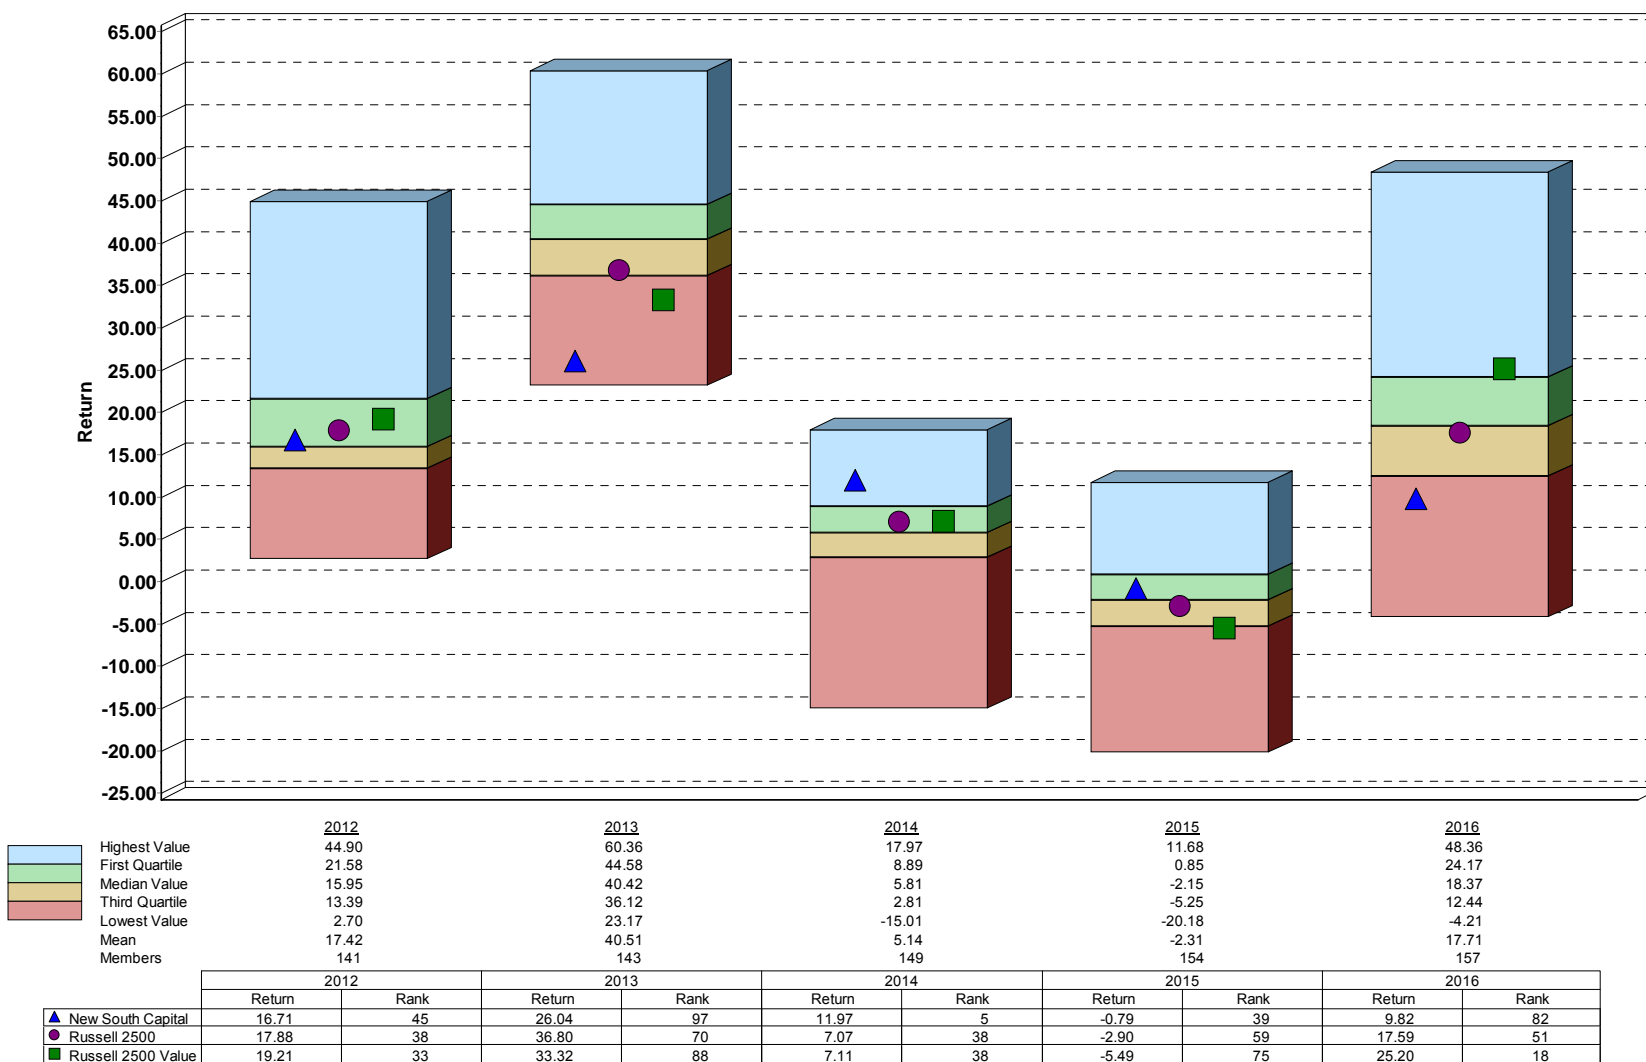 65.00
60.00
55.00
50.00
45.00
40.00
35.00
30.00
25.00
20.00
15.00
10.00
5.00
0.00
-5.00
-10.00
-15.00
-20.00
-25.00
Return
2012 2013 2014 2015 2016
Highest Value 44.90 60.36 17.97 11.68 48.36
First Quartile 21.58 44.58 8.89 0.85 24.17
Median Value 15.95 40.42 5.81 -2.15 18.37
Third Quartile 13.39 36.12 2.81 -5.25 12.44
Lowest Value 2.70 23.17 -15.01 -20.18 -4.21
Mean 17.42 40.51 5.14 -2.31 17.71
Members 141 143 149 154 157
2012 2013 2014 2015 2016
Return Rank Return Rank Return Rank Return Rank Return Rank
New South Capital 16.71 45 26.04 97 11.97 5 -0.79 39 9.82 82
Russell 2500 17.88 38 36.80 70 7.07 38 -2.90 59 17.59 51
Russell 2500 Value 19.21 33 33.32 88 7.11 38 -5.49 75 25.20 18